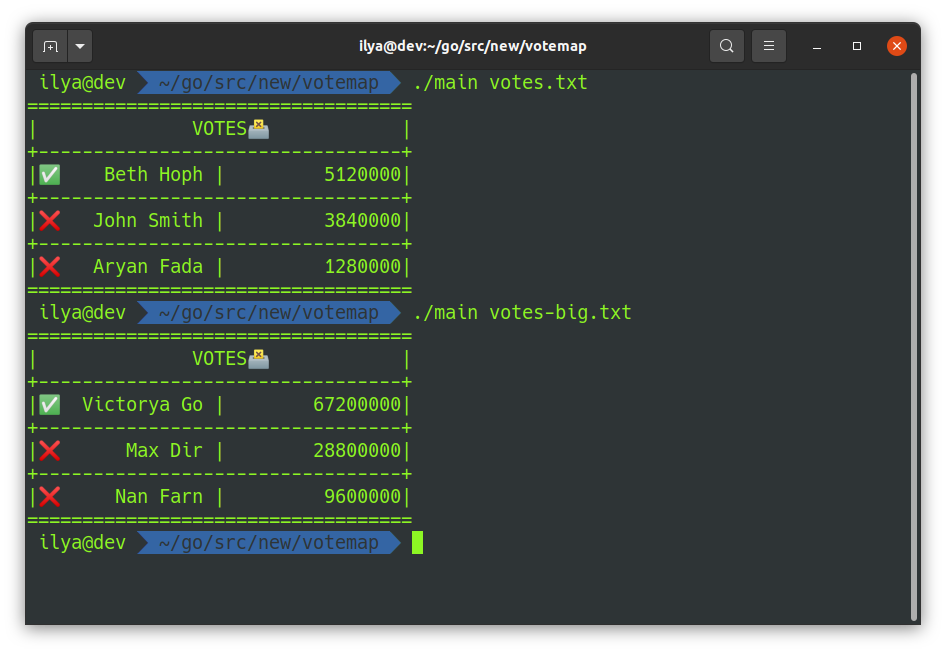 ilya@dev:~/go/src/new/votemap
ilya@dev ~/go/src/new/votemap ./main votes.txt
===================================
| VOTES🗳️ |
+---------------------------------+
|✅ Beth Hoph | 5120000|
+---------------------------------+
|❌ John Smith | 3840000|
+---------------------------------+
|❌ Aryan Fada | 1280000|
===================================
ilya@dev ~/go/src/new/votemap ./main votes-big.txt
===================================
| VOTES🗳️ |
+---------------------------------+
|✅ Victorya Go | 67200000|
+---------------------------------+
|❌ Max Dir | 28800000|
+---------------------------------+
|❌ Nan Farn | 9600000|
===================================
ilya@dev ~/go/src/new/votemap